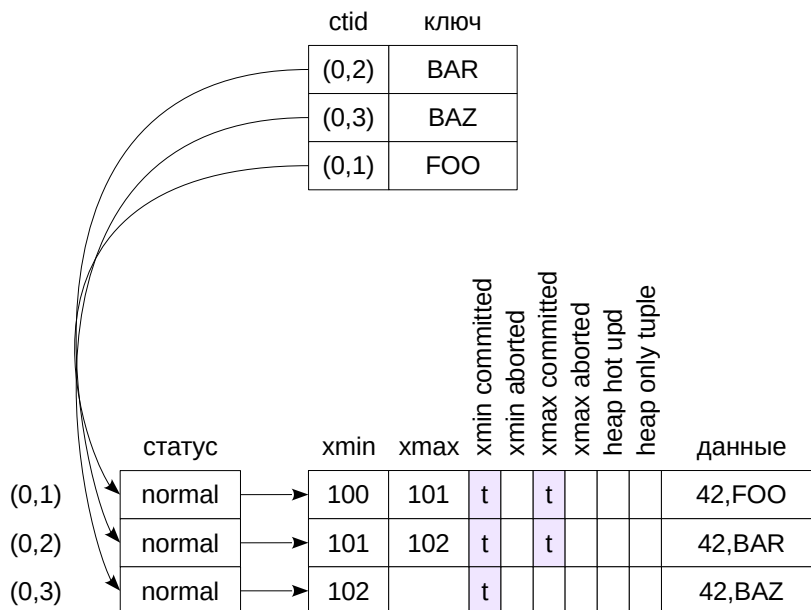 ctid ключ
(0,2) BAR
(0,3) BAZ
(0,1) FOO
xmin committed
xmin aborted
xmax committed
xmax aborted
heap hot upd
heap only tuple
статус xmin xmax данные
(0,1) normal 100 101 t t 42,FOO
(0,2) normal 101 102 t t 42,BAR
(0,3) normal 102 t 42,BAZ